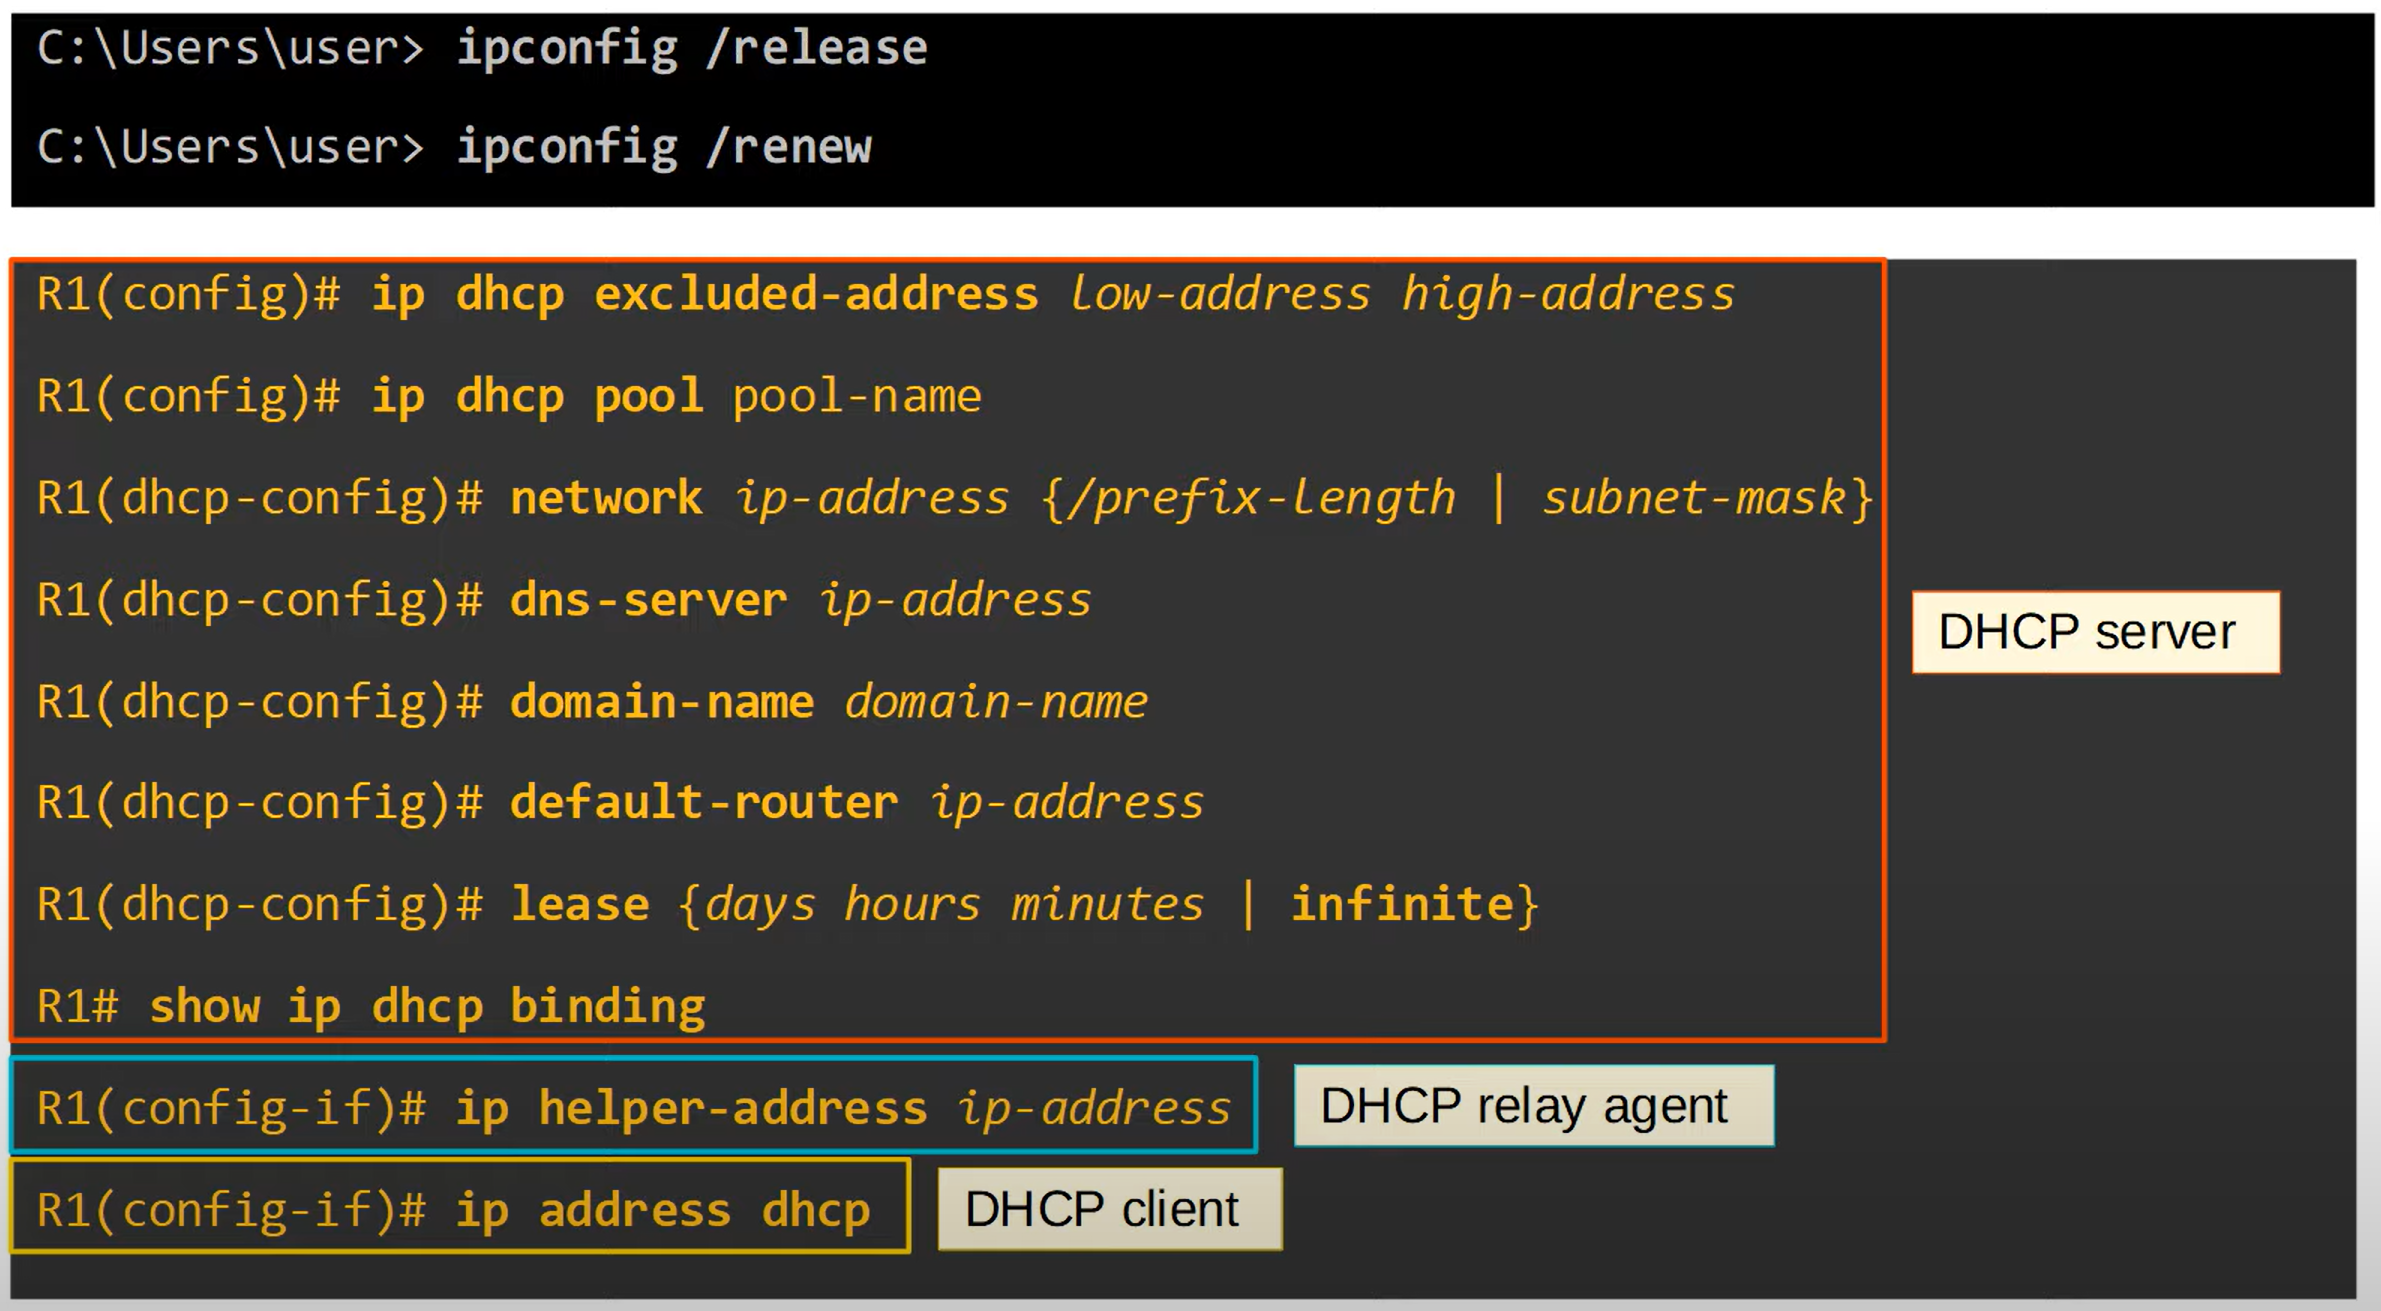 C:\Users\user> ipconfig /release
C:\Users\user> ipconfig /renew
R1(config)# ip dhcp excluded-address low-address high-address
R1(config)# ip dhcp pool pool-name
R1(dhcp-config)# network ip-address {/prefix-length | subnet-mask}
R1(dhcp-config)# dns-server ip-address
DHCP server
R1(dhcp-config)# domain-name domain-name
R1(dhcp-config)# default-router ip-address
R1(dhcp-config)# lease {days hours minutes | infinite}
R1# show ip dhcp binding
R1(config-if)# ip helper-address ip-address
DHCP relay agent
R1(config-if)# ip address dhcp
DHCP client